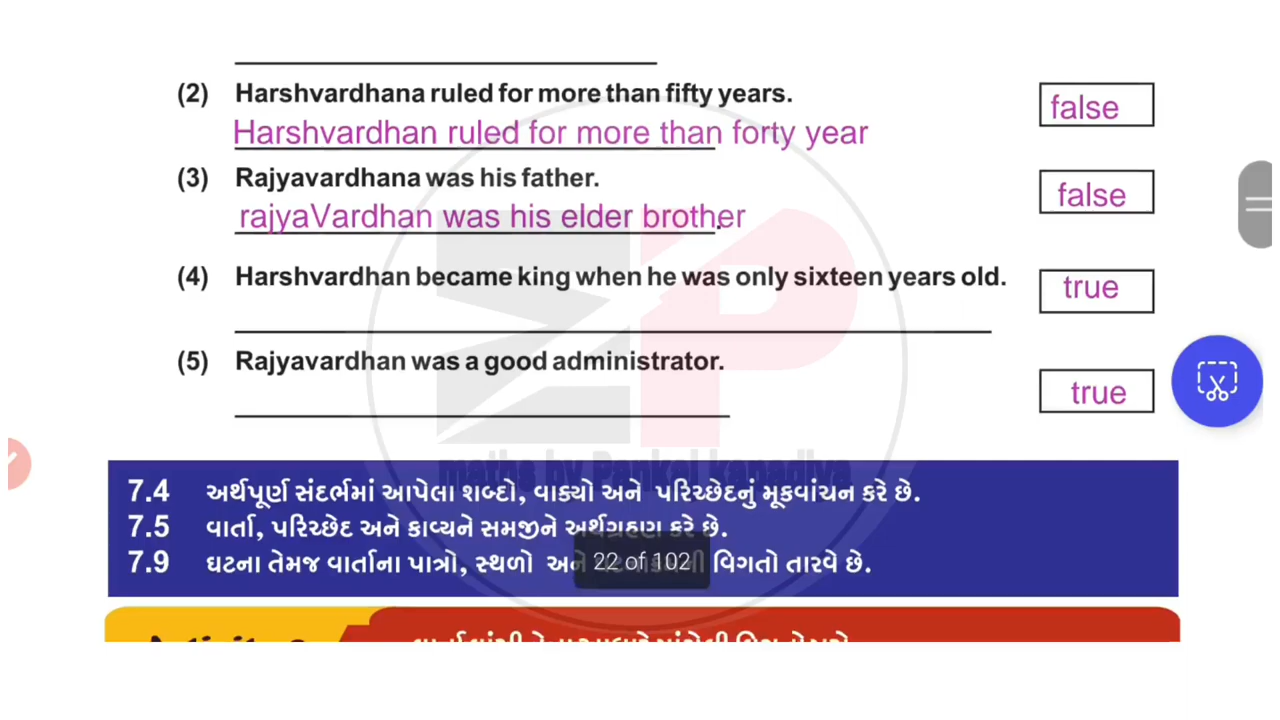 (2) Harshvardhana ruled for more than fifty years.
false
Harshvardhan ruled for more than forty year
(3) Rajyavardhana was his father.
false
rajyaVardhan was his elder brother.
(4) Harshvardhan became king when he was only sixteen years old.
true
(5) Rajyavardhan was a good administrator.
true
maths by Pankal Kapadiya
7.4 અર્થપૂર્ણ સંદર્ભમાં આપેલા શબ્દો, વાક્યો અને પરિચ્છેદનું મૂકવાંચન કરે છે.
7.5 વાર્તા, પરિચ્છેદ અને કાવ્યને સમજીને અર્થગ્રહણ કરે છે.
7.9 ઘટના તેમજ વાર્તાના પાત્રો, સ્થળો અને વિગતો તારવે છે.
22 of 102